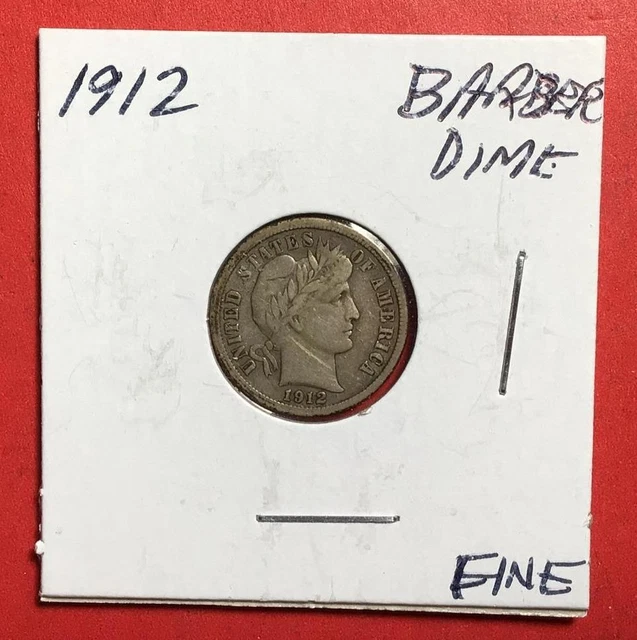 1912
BARBER
DIME
UNITED STATES OF AMERICA
1912
FINE